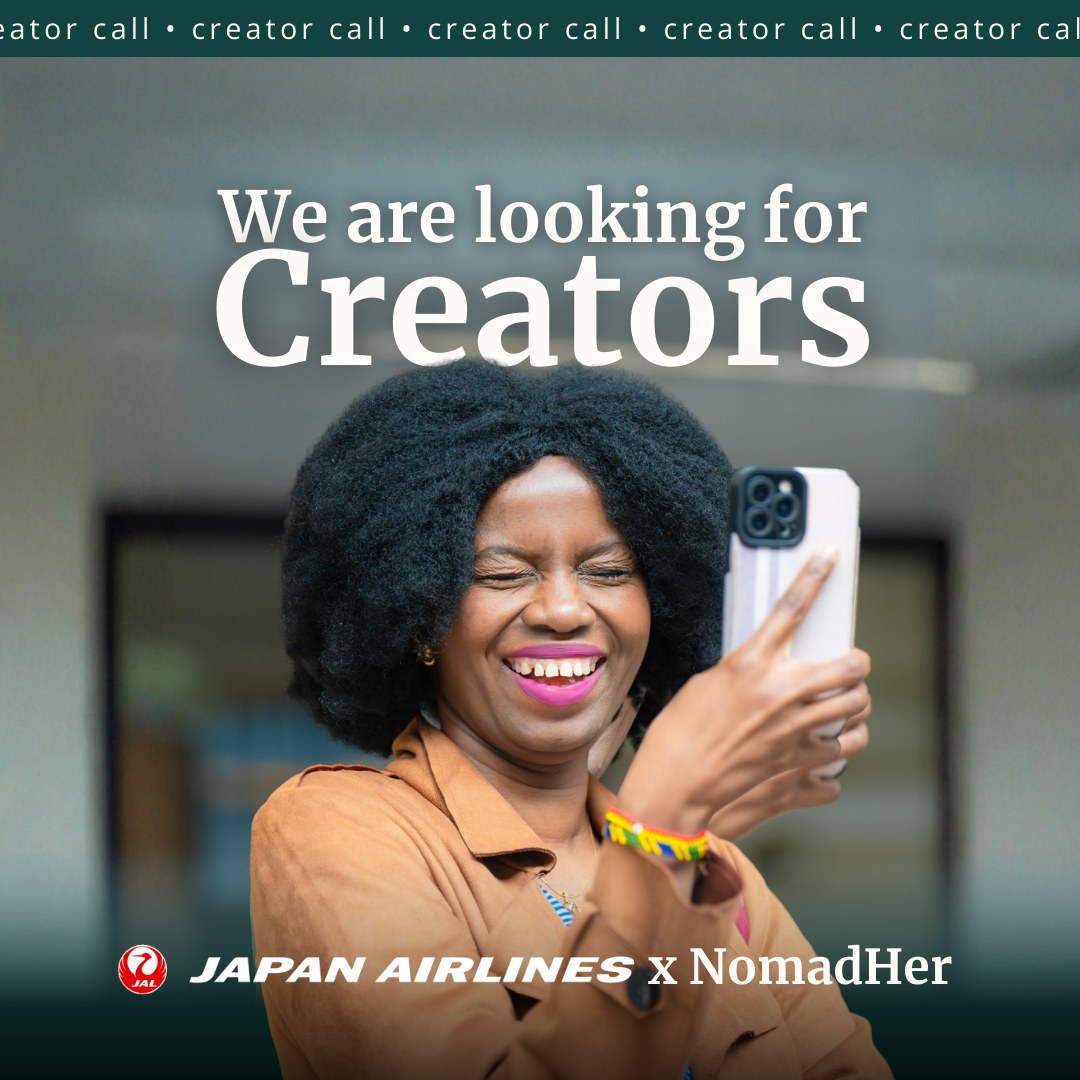 eator call • creator call • creator call • creator call • creator cal
We are looking for
Creators
JAL JAPAN AIRLINES x NomadHer